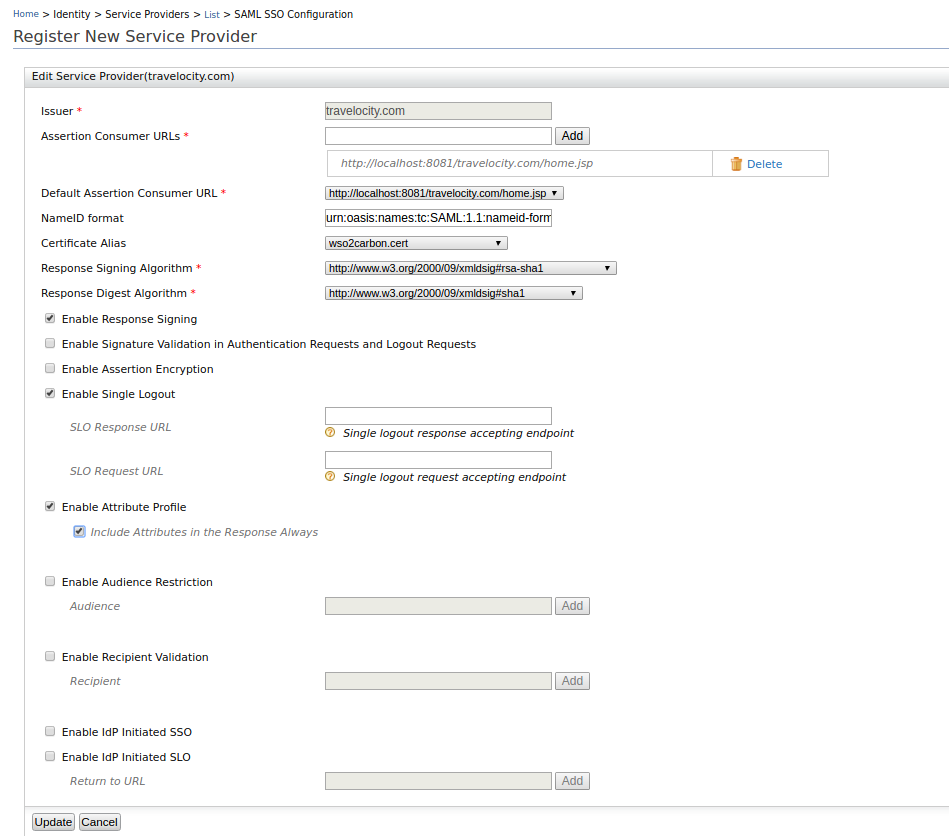 Home > Identity > Service Providers > List > SAML SSO Configuration
Register New Service Provider
Edit Service Provider(travelocity.com)
Issuer * travelocity.com
Assertion Consumer URLs * Add
http://localhost:8081/travelocity.com/home.jsp Delete
Default Assertion Consumer URL * http://localhost:8081/travelocity.com/home.jsp
NameID format urn:oasis:names:tc:SAML:1.1:nameid-form
Certificate Alias wso2carbon.cert
Response Signing Algorithm * http://www.w3.org/2000/09/xmldsig#rsa-sha1
Response Digest Algorithm * http://www.w3.org/2000/09/xmldsig#sha1
Enable Response Signing
Enable Signature Validation in Authentication Requests and Logout Requests
Enable Assertion Encryption
Enable Single Logout
SLO Response URL
Single logout response accepting endpoint
SLO Request URL
Single logout request accepting endpoint
Enable Attribute Profile
Include Attributes in the Response Always
Enable Audience Restriction
Audience Add
Enable Recipient Validation
Recipient Add
Enable IdP Initiated SSO
Enable IdP Initiated SLO
Return to URL Add
Update Cancel